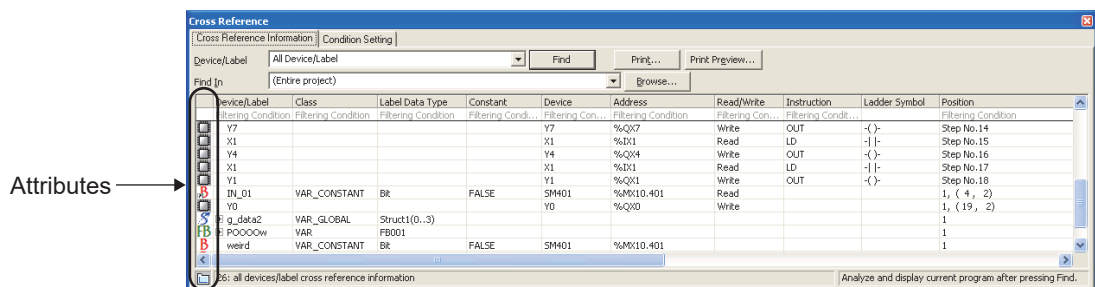 Cross Reference
Cross Reference Information Condition Setting
Device/Label All Device/Label Find Print... Print Preview...
Find In (Entire project) Browse...
Device/Label Class Label Data Type Constant Device Address Read/Write Instruction Ladder Symbol Position
Filtering Condition Filtering Condition Filtering Condition Filtering Condi... Filtering Con... Filtering Condition Filtering Con... Filtering Condit... Filtering Condition
Y7 Y7 %QX7 Write OUT -( )- Step No.14
X1 X1 %IX1 Read LD -| |- Step No.15
Y4 Y4 %QX4 Write OUT -( )- Step No.16
X1 X1 %IX1 Read LD -| |- Step No.17
Y1 Y1 %QX1 Write OUT -( )- Step No.18
Attributes
B IN_01 VAR_CONSTANT Bit FALSE SM401 %MX10.401 Read 1, ( 4, 2)
Y0 Y0 %QX0 Write 1, ( 19, 2)
S g_data2 VAR_GLOBAL Struct1(0..3) 1
FB POOOOw VAR FB001 1
B weird VAR_CONSTANT Bit FALSE SM401 %MX10.401 1
26: all devices/label cross reference information Analyze and display current program after pressing Find.